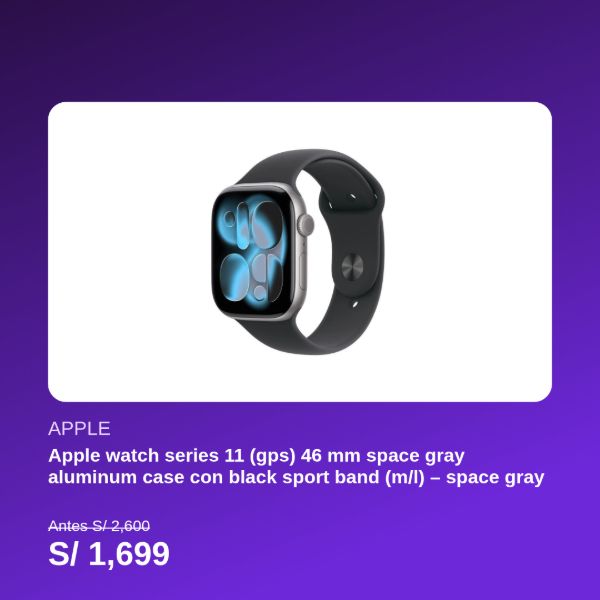 APPLE
Apple watch series 11 (gps) 46 mm space gray
aluminum case con black sport band (m/l) – space gray
Antes S/ 2,600
S/ 1,699